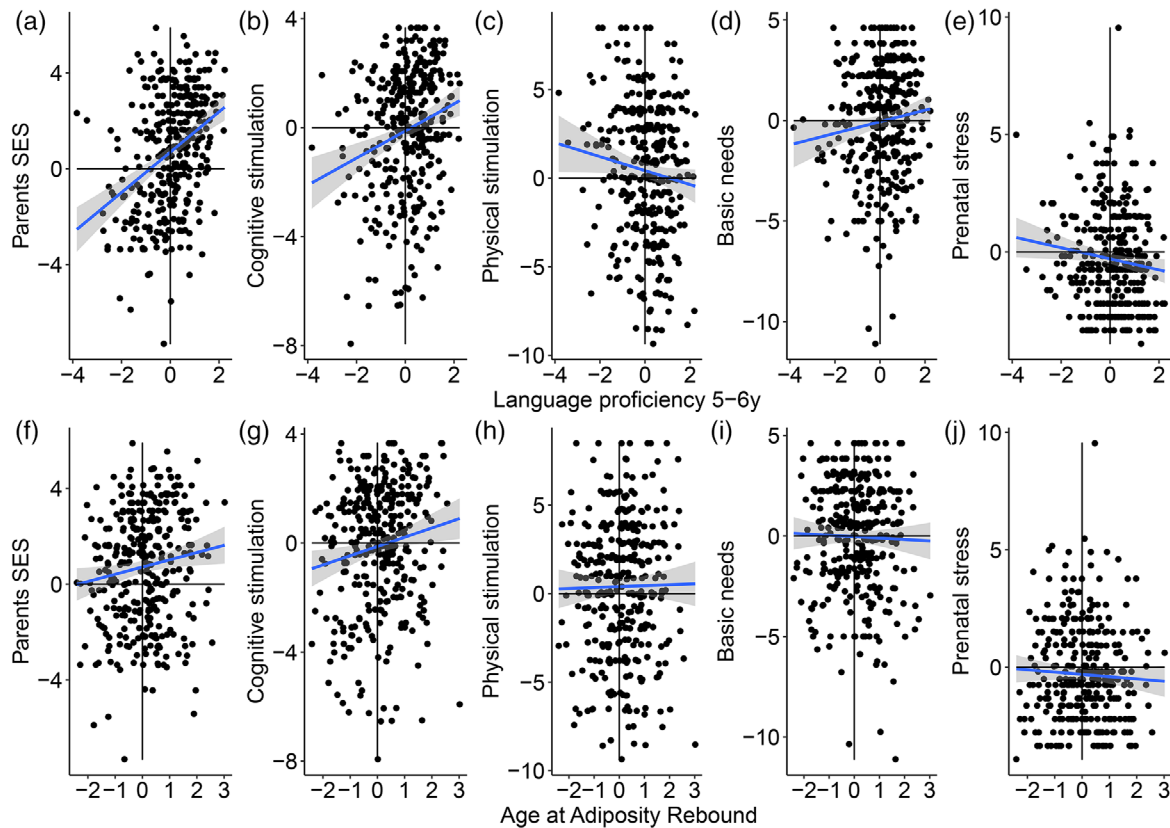 (a) (b) (c) (d) (e)
Parents SES
4
0
−4
−4 −2 0 2
Cognitive stimulation
4
0
−4
−8
−4 −2 0 2
Physical stimulation
5
0
−5
−10
−4 −2 0 2
Basic needs
5
0
−5
−10
−4 −2 0 2
Prenatal stress
10
5
0
−4 −2 0 2
Language proficiency 5−6y
(f) (g) (h) (i) (j)
Parents SES
4
0
−4
−2 −1 0 1 2 3
Cognitive stimulation
4
0
−4
−8
−2 −1 0 1 2 3
Physical stimulation
5
0
−5
−10
−2 −1 0 1 2 3
Basic needs
5
0
−5
−10
−2 −1 0 1 2 3
Prenatal stress
10
5
0
−2 −1 0 1 2 3
Age at Adiposity Rebound